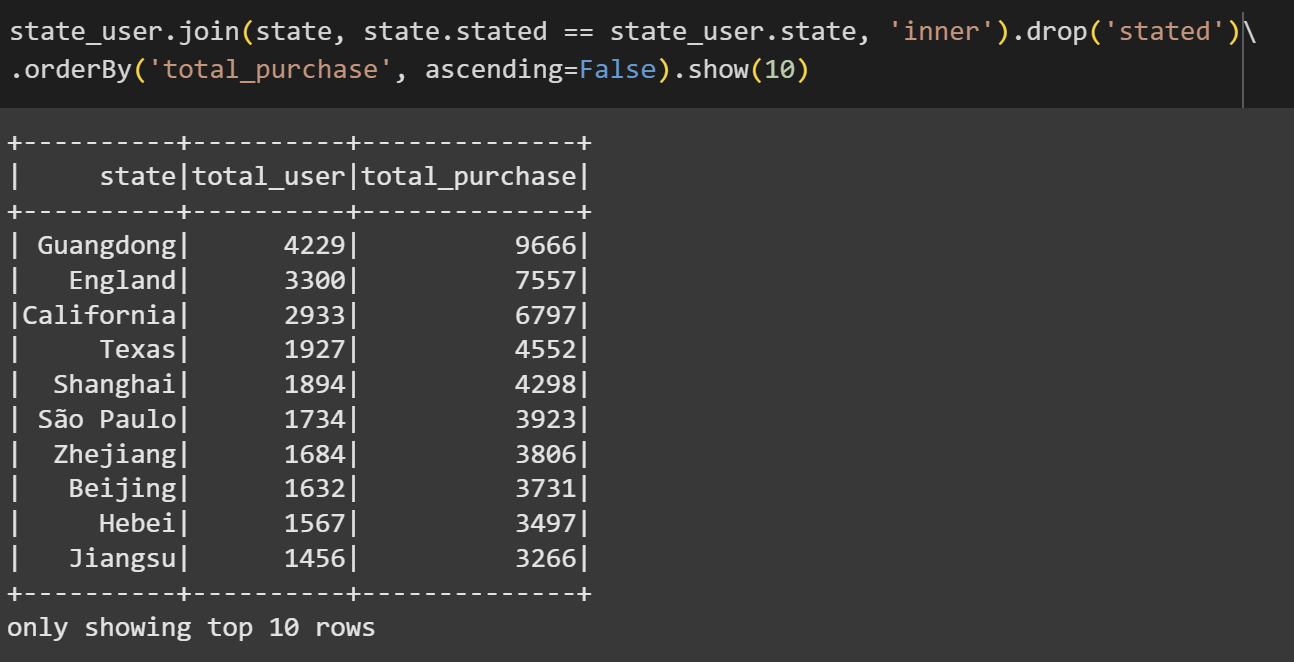 state_user.join(state, state.stated == state_user.state, 'inner').drop('stated')\
.orderBy('total_purchase', ascending=False).show(10)
+----------+----------+--------------+
|     state|total_user|total_purchase|
+----------+----------+--------------+
| Guangdong|      4229|          9666|
|   England|      3300|          7557|
|California|      2933|          6797|
|     Texas|      1927|          4552|
|  Shanghai|      1894|          4298|
| São Paulo|      1734|          3923|
|  Zhejiang|      1684|          3806|
|   Beijing|      1632|          3731|
|     Hebei|      1567|          3497|
|   Jiangsu|      1456|          3266|
+----------+----------+--------------+
only showing top 10 rows